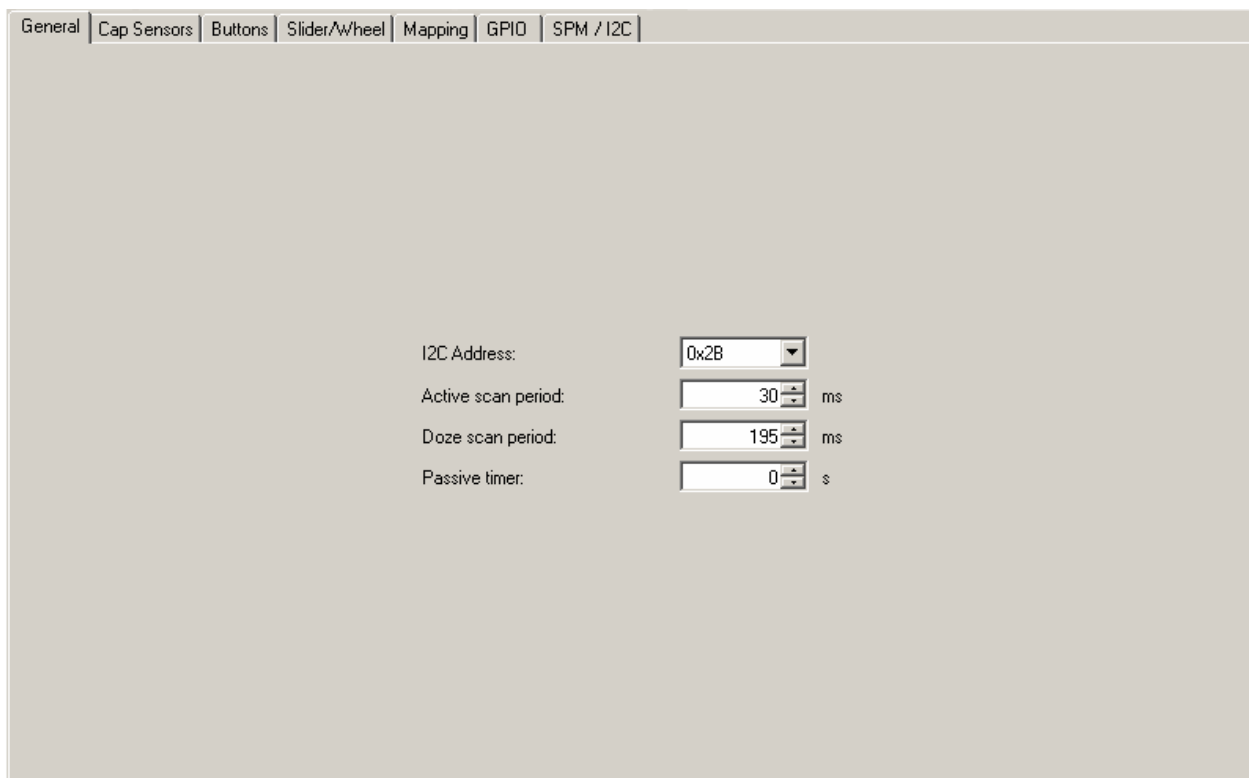 General Cap Sensors Buttons Slider/Wheel Mapping GPIO SPM / I2C
I2C Address: 0x2B
Active scan period: 30 ms
Doze scan period: 195 ms
Passive timer: 0 s